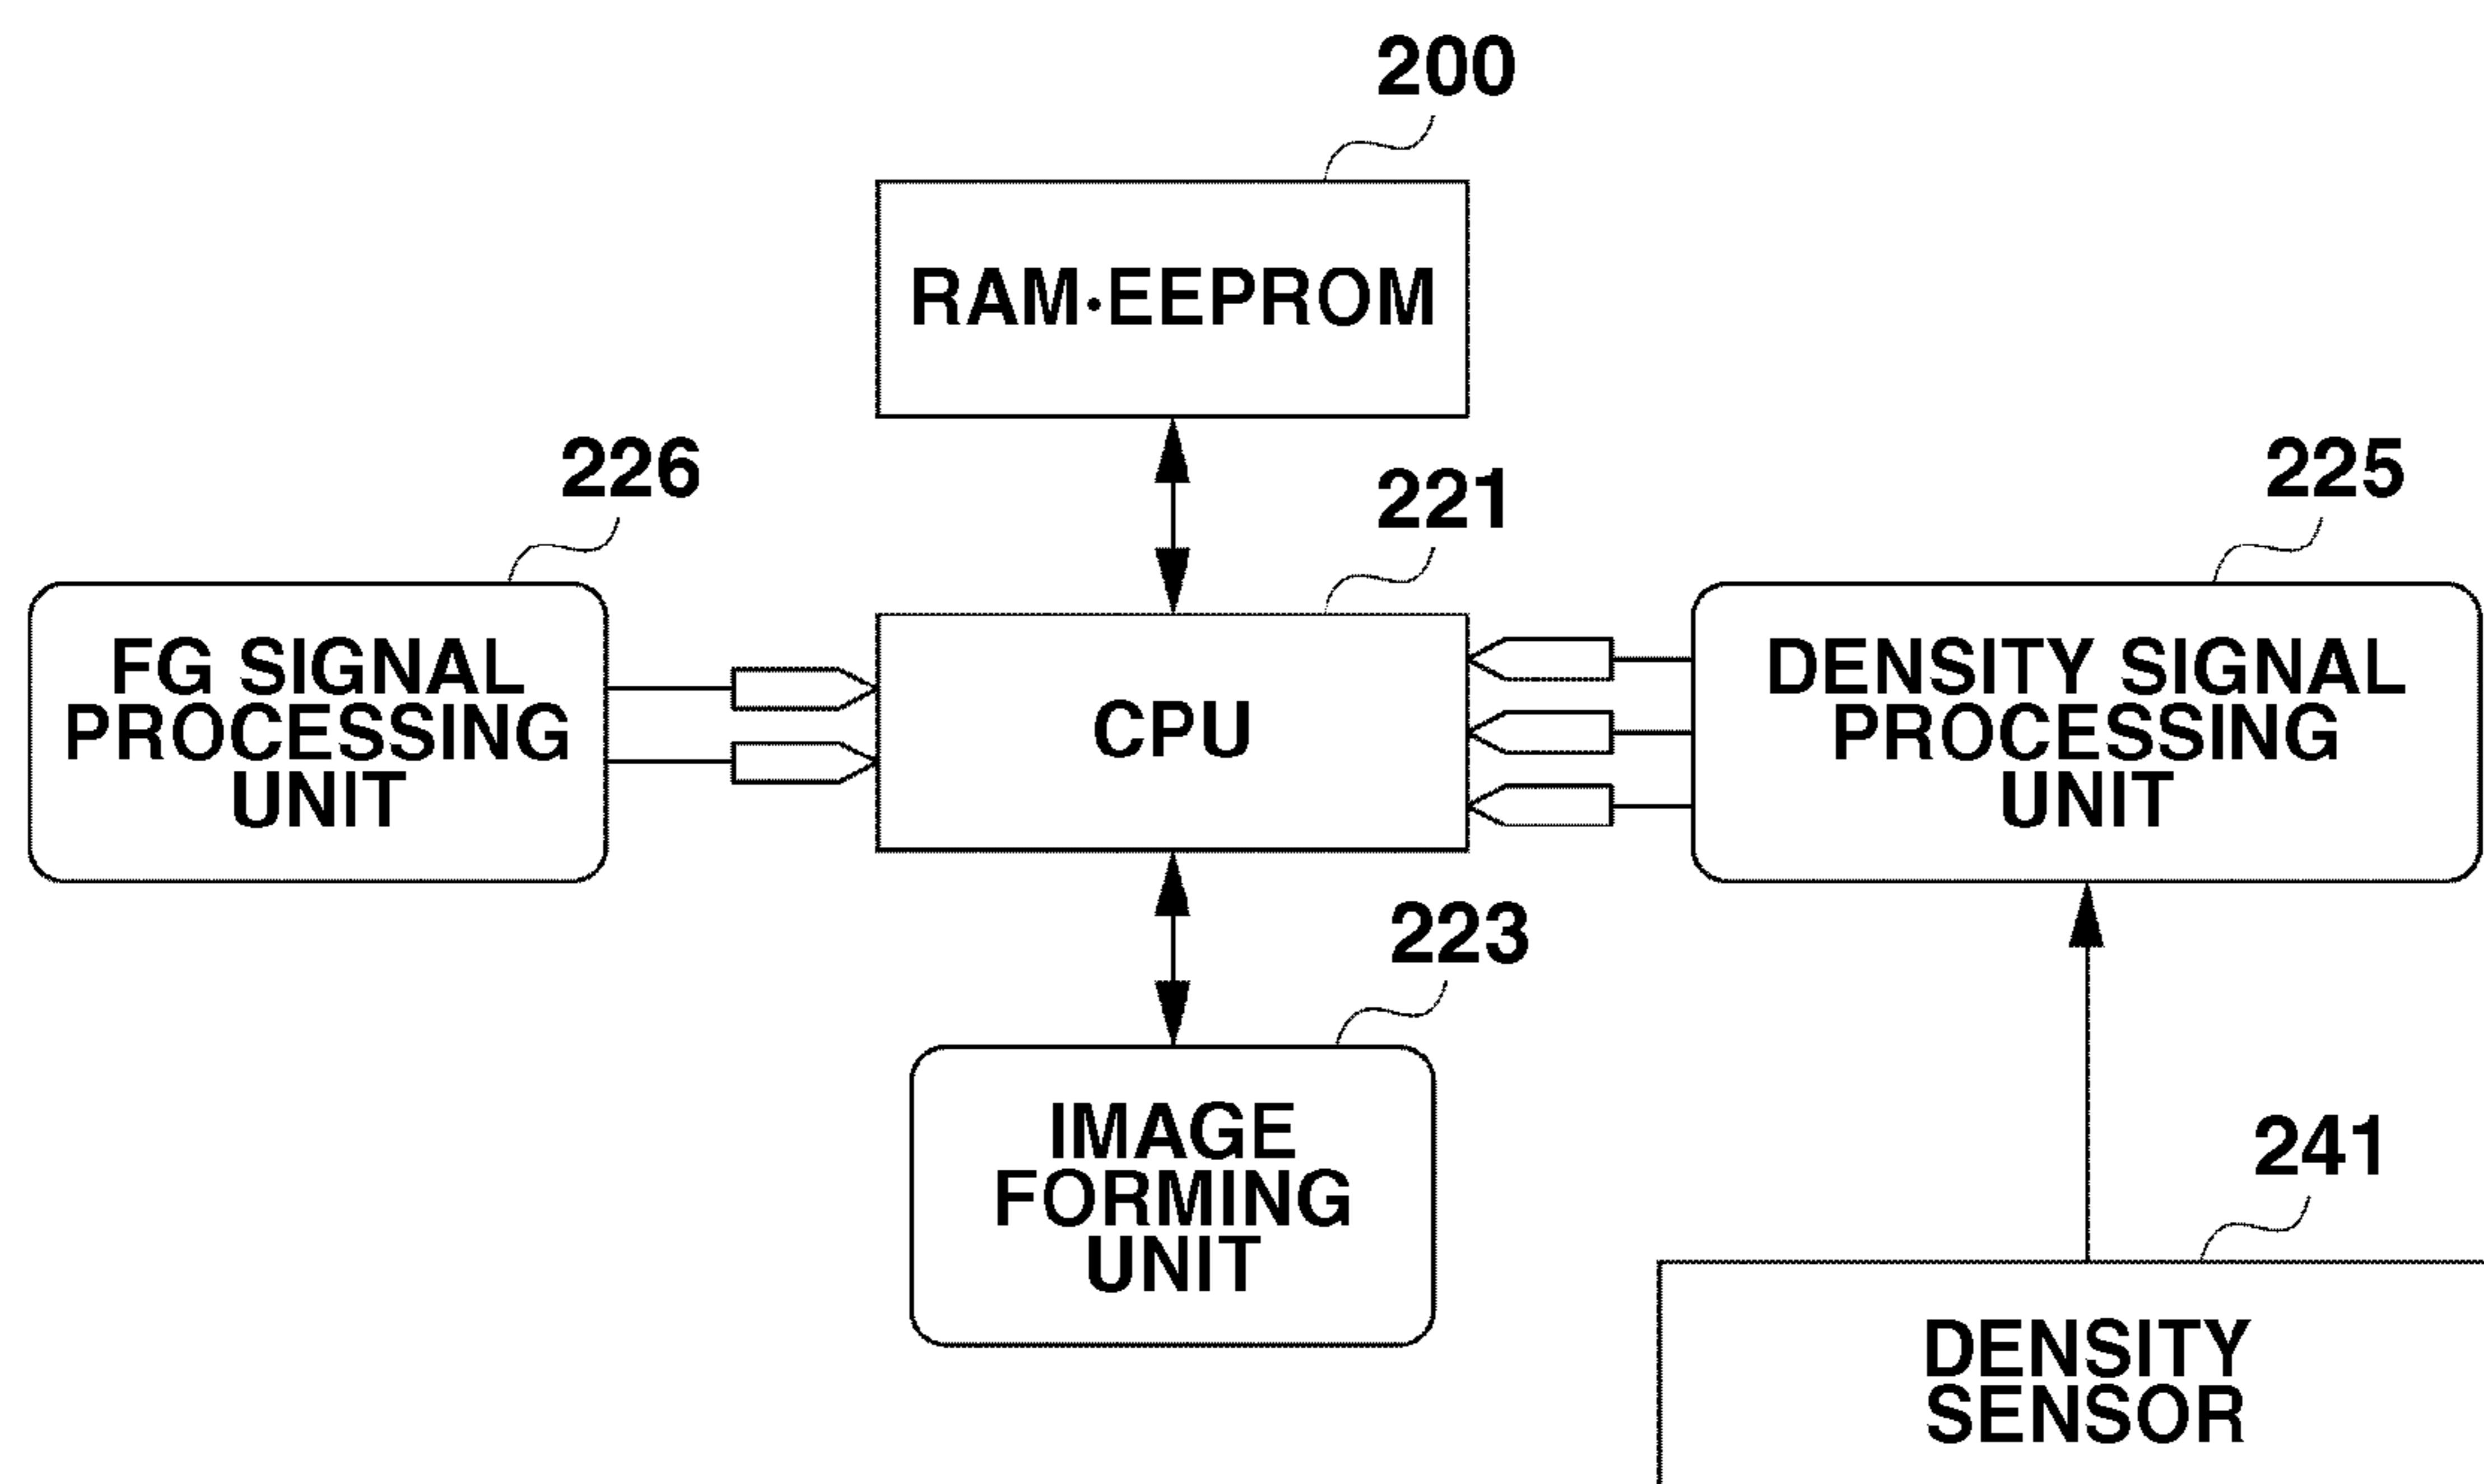 200
RAM·EEPROM
226
221
225
FG SIGNAL
PROCESSING
UNIT
CPU
DENSITY SIGNAL
PROCESSING
UNIT
223
IMAGE
FORMING
UNIT
241
DENSITY
SENSOR